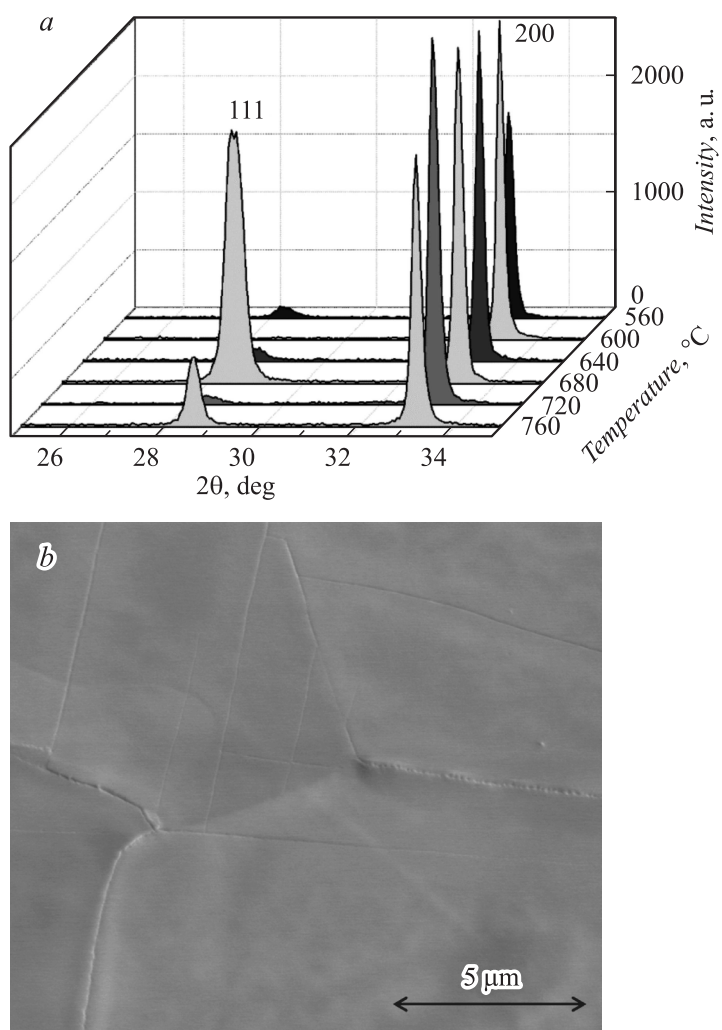 a
200
2000
111
Intensity, a. u.
1000
0
560
600
640
680
720
760
Temperature, °C
26 28 30 32 34
2θ, deg
b
5 μm